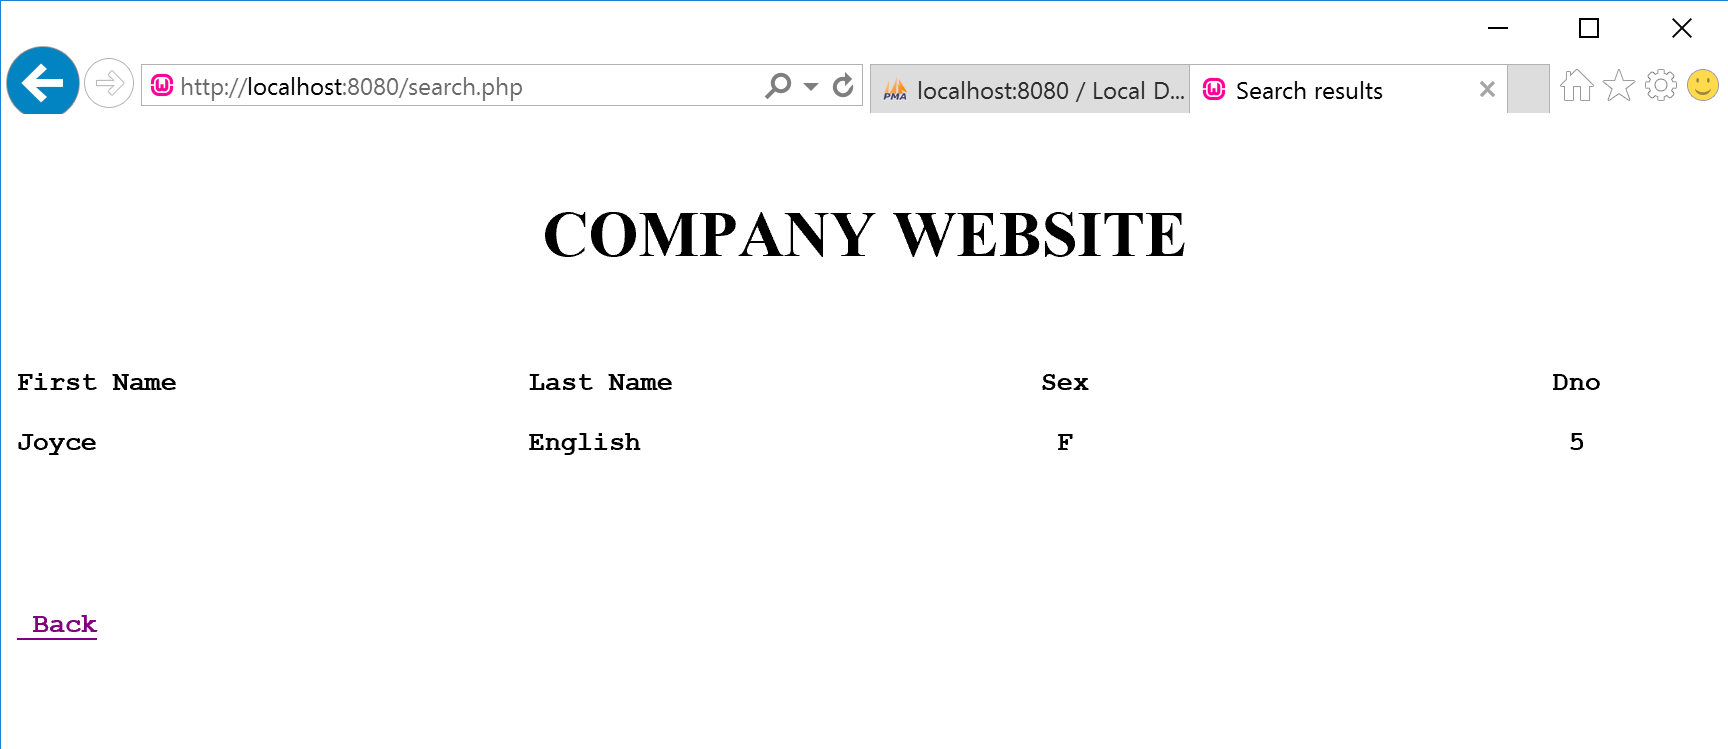 http://localhost:8080/search.php
PMA localhost:8080 / Local D...
Search results
COMPANY WEBSITE
First Name Last Name Sex Dno
Joyce English F 5
Back